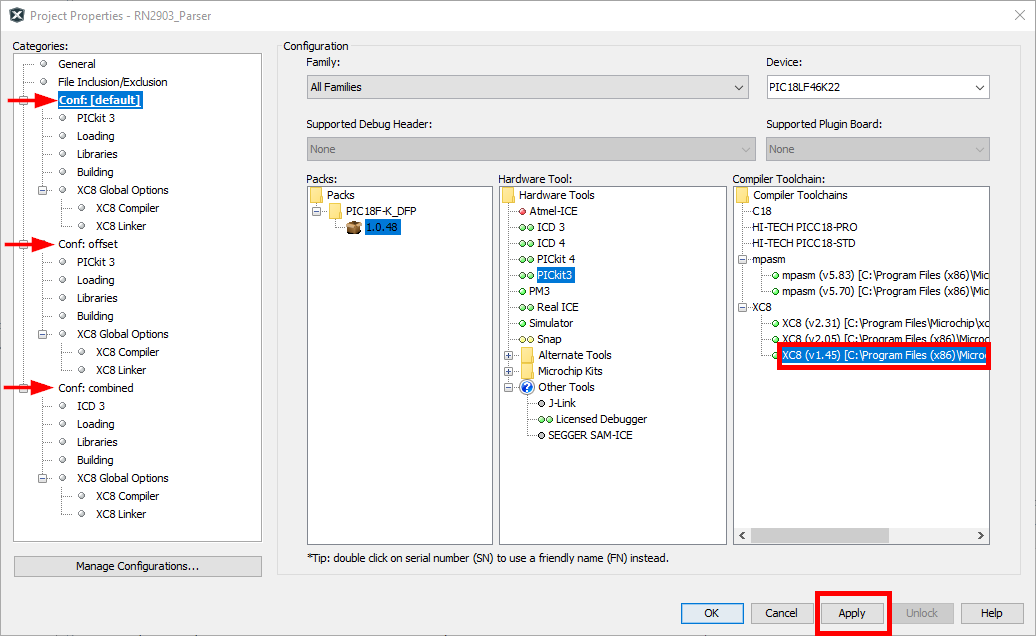 Project Properties - RN2903_Parser
Categories:
General
File Inclusion/Exclusion
Conf: [default]
PICkit 3
Loading
Libraries
Building
XC8 Global Options
XC8 Compiler
XC8 Linker
Conf: offset
PICkit 3
Loading
Libraries
Building
XC8 Global Options
XC8 Compiler
XC8 Linker
Conf: combined
ICD 3
Loading
Libraries
Building
XC8 Global Options
XC8 Compiler
XC8 Linker
Manage Configurations...
Configuration
Family:
All Families
Device:
PIC18LF46K22
Supported Debug Header:
None
Supported Plugin Board:
None
Packs:
Packs
PIC18F-K_DFP
1.0.48
Hardware Tool:
Hardware Tools
Atmel-ICE
ICD 3
ICD 4
PICkit 4
PICkit3
PM3
Real ICE
Simulator
Snap
Alternate Tools
Microchip Kits
Other Tools
J-Link
Licensed Debugger
SEGGER SAM-ICE
Compiler Toolchain:
Compiler Toolchains
C18
HI-TECH PICC18-PRO
HI-TECH PICC18-STD
mpasm
mpasm (v5.83) [C:\Program Files (x86)\Mic
mpasm (v5.70) [C:\Program Files (x86)\Mic
XC8
XC8 (v2.31) [C:\Program Files\Microchip\xc
XC8 (v2.05) [C:\Program Files (x86)\Microc
XC8 (v1.45) [C:\Program Files (x86)\Micro
*Tip: double click on serial number (SN) to use a friendly name (FN) instead.
OK
Cancel
Apply
Unlock
Help